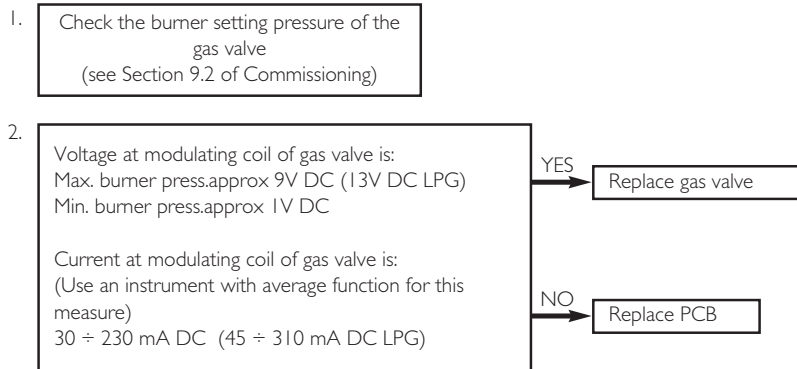 1.
Check the burner setting pressure of the
gas valve
(see Section 9.2 of Commissioning)
2.
Voltage at modulating coil of gas valve is:
Max. burner press.approx 9V DC (13V DC LPG)
Min. burner press.approx 1V DC
Current at modulating coil of gas valve is:
(Use an instrument with average function for this
measure)
30 ÷ 230 mA DC (45 ÷ 310 mA DC LPG)
YES
Replace gas valve
NO
Replace PCB